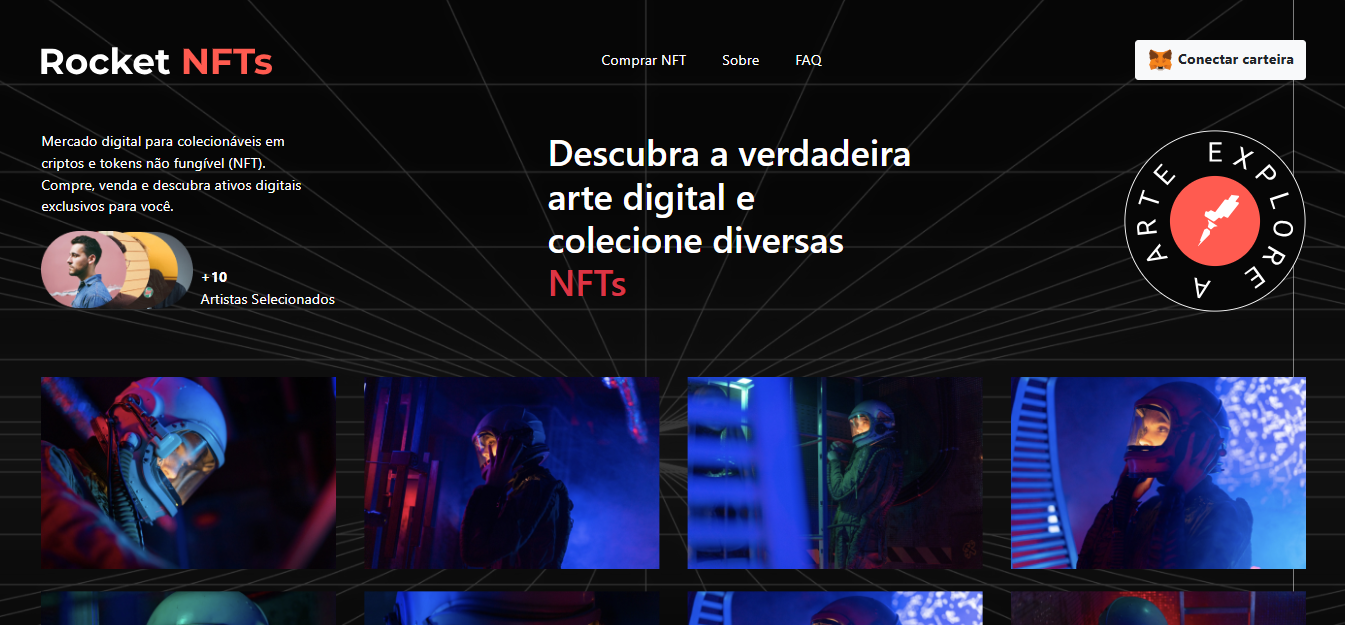 Rocket NFTs
Comprar NFT
Sobre
FAQ
Conectar carteira
Mercado digital para colecionáveis em
criptos e tokens não fungível (NFT).
Compre, venda e descubra ativos digitais
exclusivos para você.
+10
Artistas Selecionados
Descubra a verdadeira
arte digital e
colecione diversas
NFTs
EXPLORE A ARTE